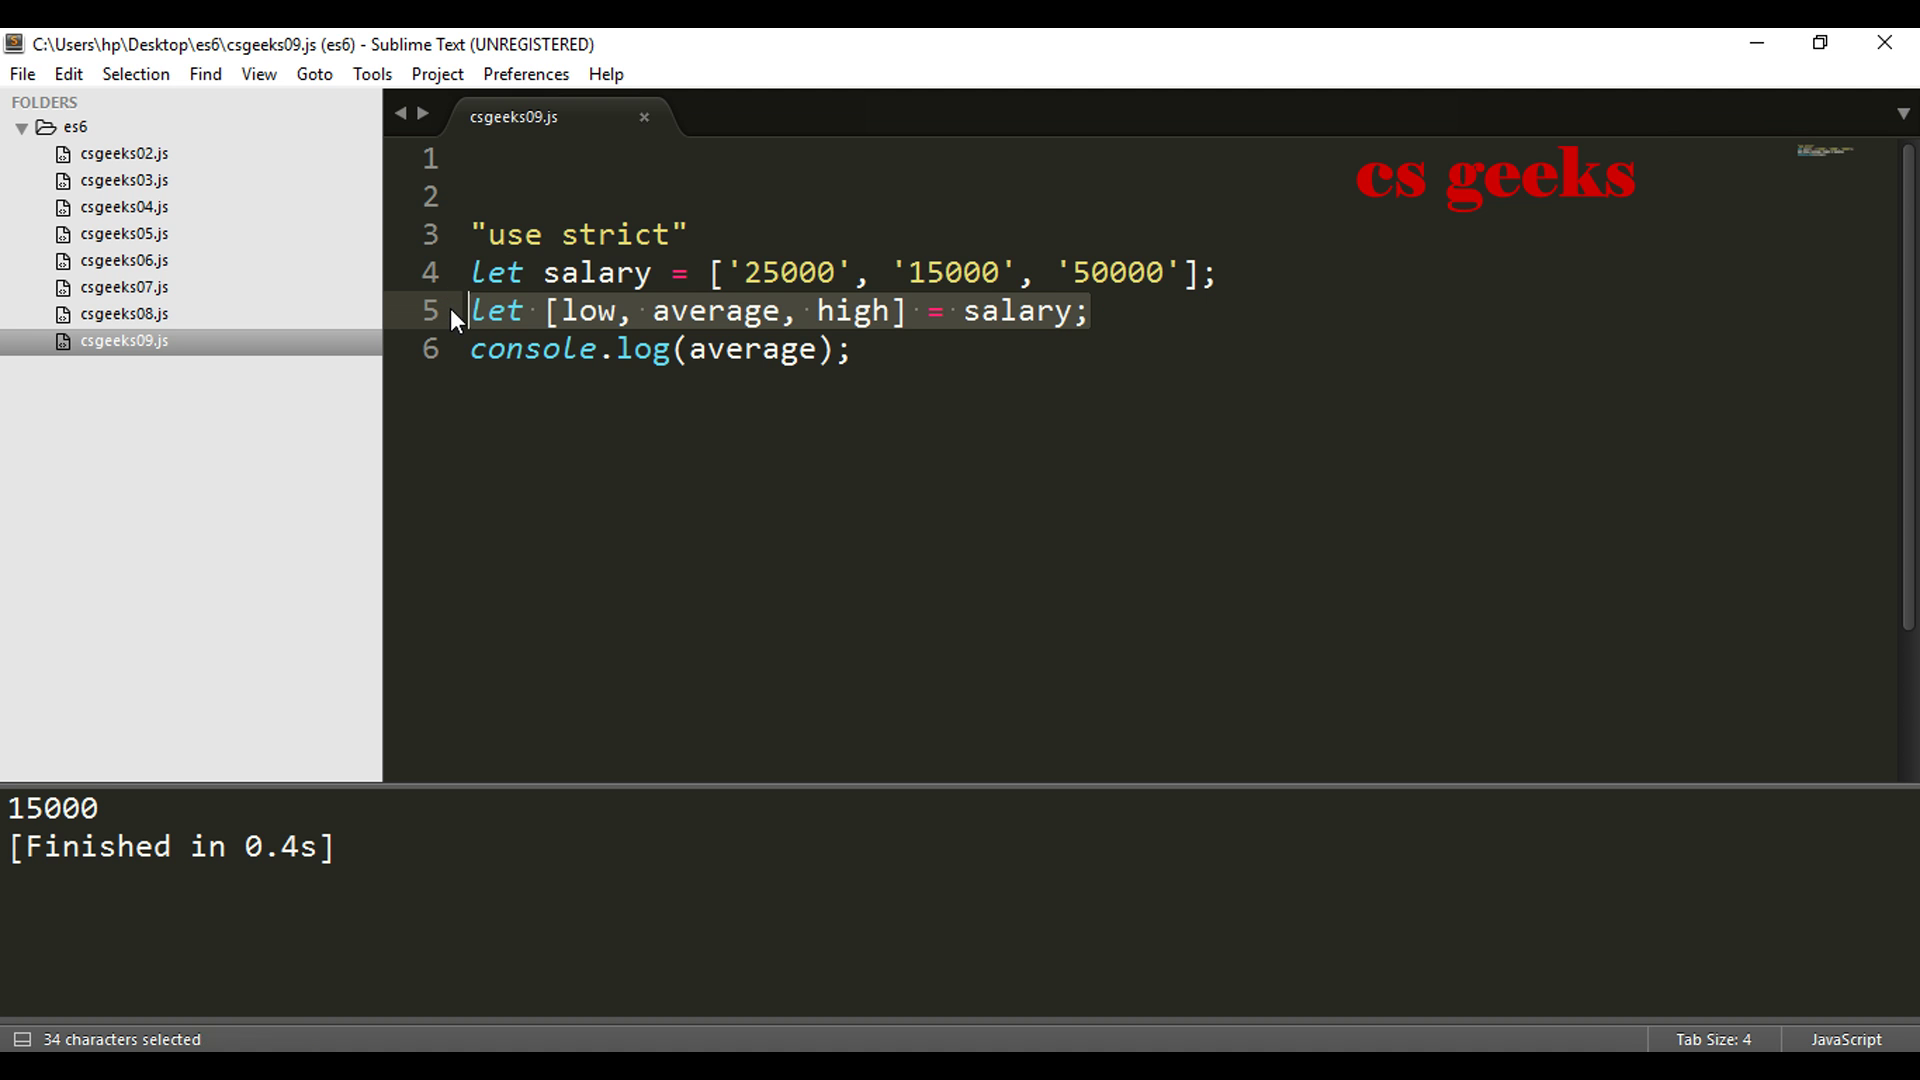 C:\Users\hp\Desktop\es6\csgeeks09.js (es6) - Sublime Text (UNREGISTERED)
File Edit Selection Find View Goto Tools Project Preferences Help
FOLDERS
es6
csgeeks02.js
csgeeks03.js
csgeeks04.js
csgeeks05.js
csgeeks06.js
csgeeks07.js
csgeeks08.js
csgeeks09.js
csgeeks09.js
cs geeks
1
2
3 "use strict"
4 let salary = ['25000', '15000', '50000'];
5 let [low, average, high] = salary;
6 console.log(average);
15000
[Finished in 0.4s]
34 characters selected
Tab Size: 4
JavaScript